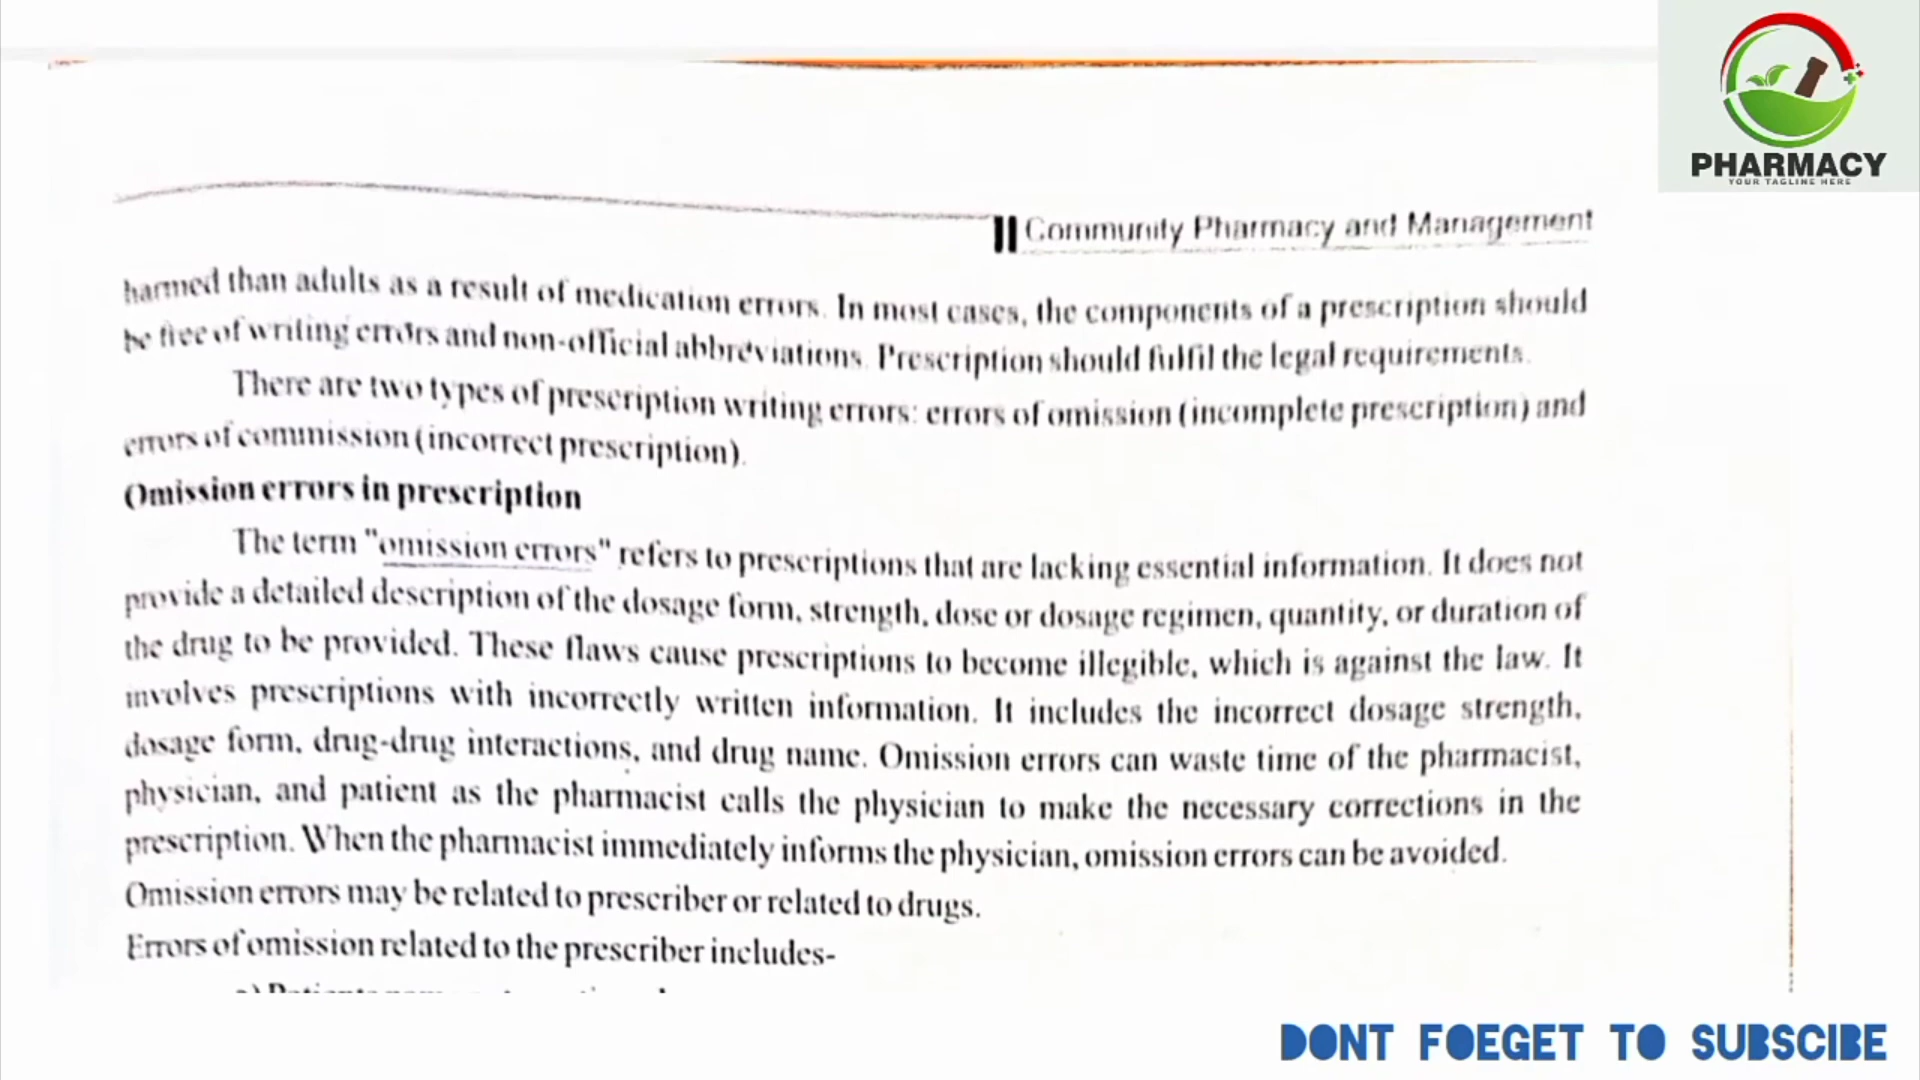 PHARMACY
YOUR TAGLINE HERE
Community Pharmacy and Management
harmed than adults as a result of medication errors. In most cases, the components of a prescription should
be free of writing errors and non-official abbreviations. Prescription should fulfil the legal requirements.
There are two types of prescription writing errors: errors of omission (incomplete prescription) and
errors of commission (incorrect prescription).
Omission errors in prescription
The term "omission errors" refers to prescriptions that are lacking essential information. It does not
provide a detailed description of the dosage form, strength, dose or dosage regimen, quantity, or duration of
the drug to be provided. These flaws cause prescriptions to become illegible, which is against the law. It
involves prescriptions with incorrectly written information. It includes the incorrect dosage strength,
dosage form, drug-drug interactions, and drug name. Omission errors can waste time of the pharmacist,
physician, and patient as the pharmacist calls the physician to make the necessary corrections in the
prescription. When the pharmacist immediately informs the physician, omission errors can be avoided.
Omission errors may be related to prescriber or related to drugs.
Errors of omission related to the prescriber includes-
DONT FOEGET TO SUBSCIBE